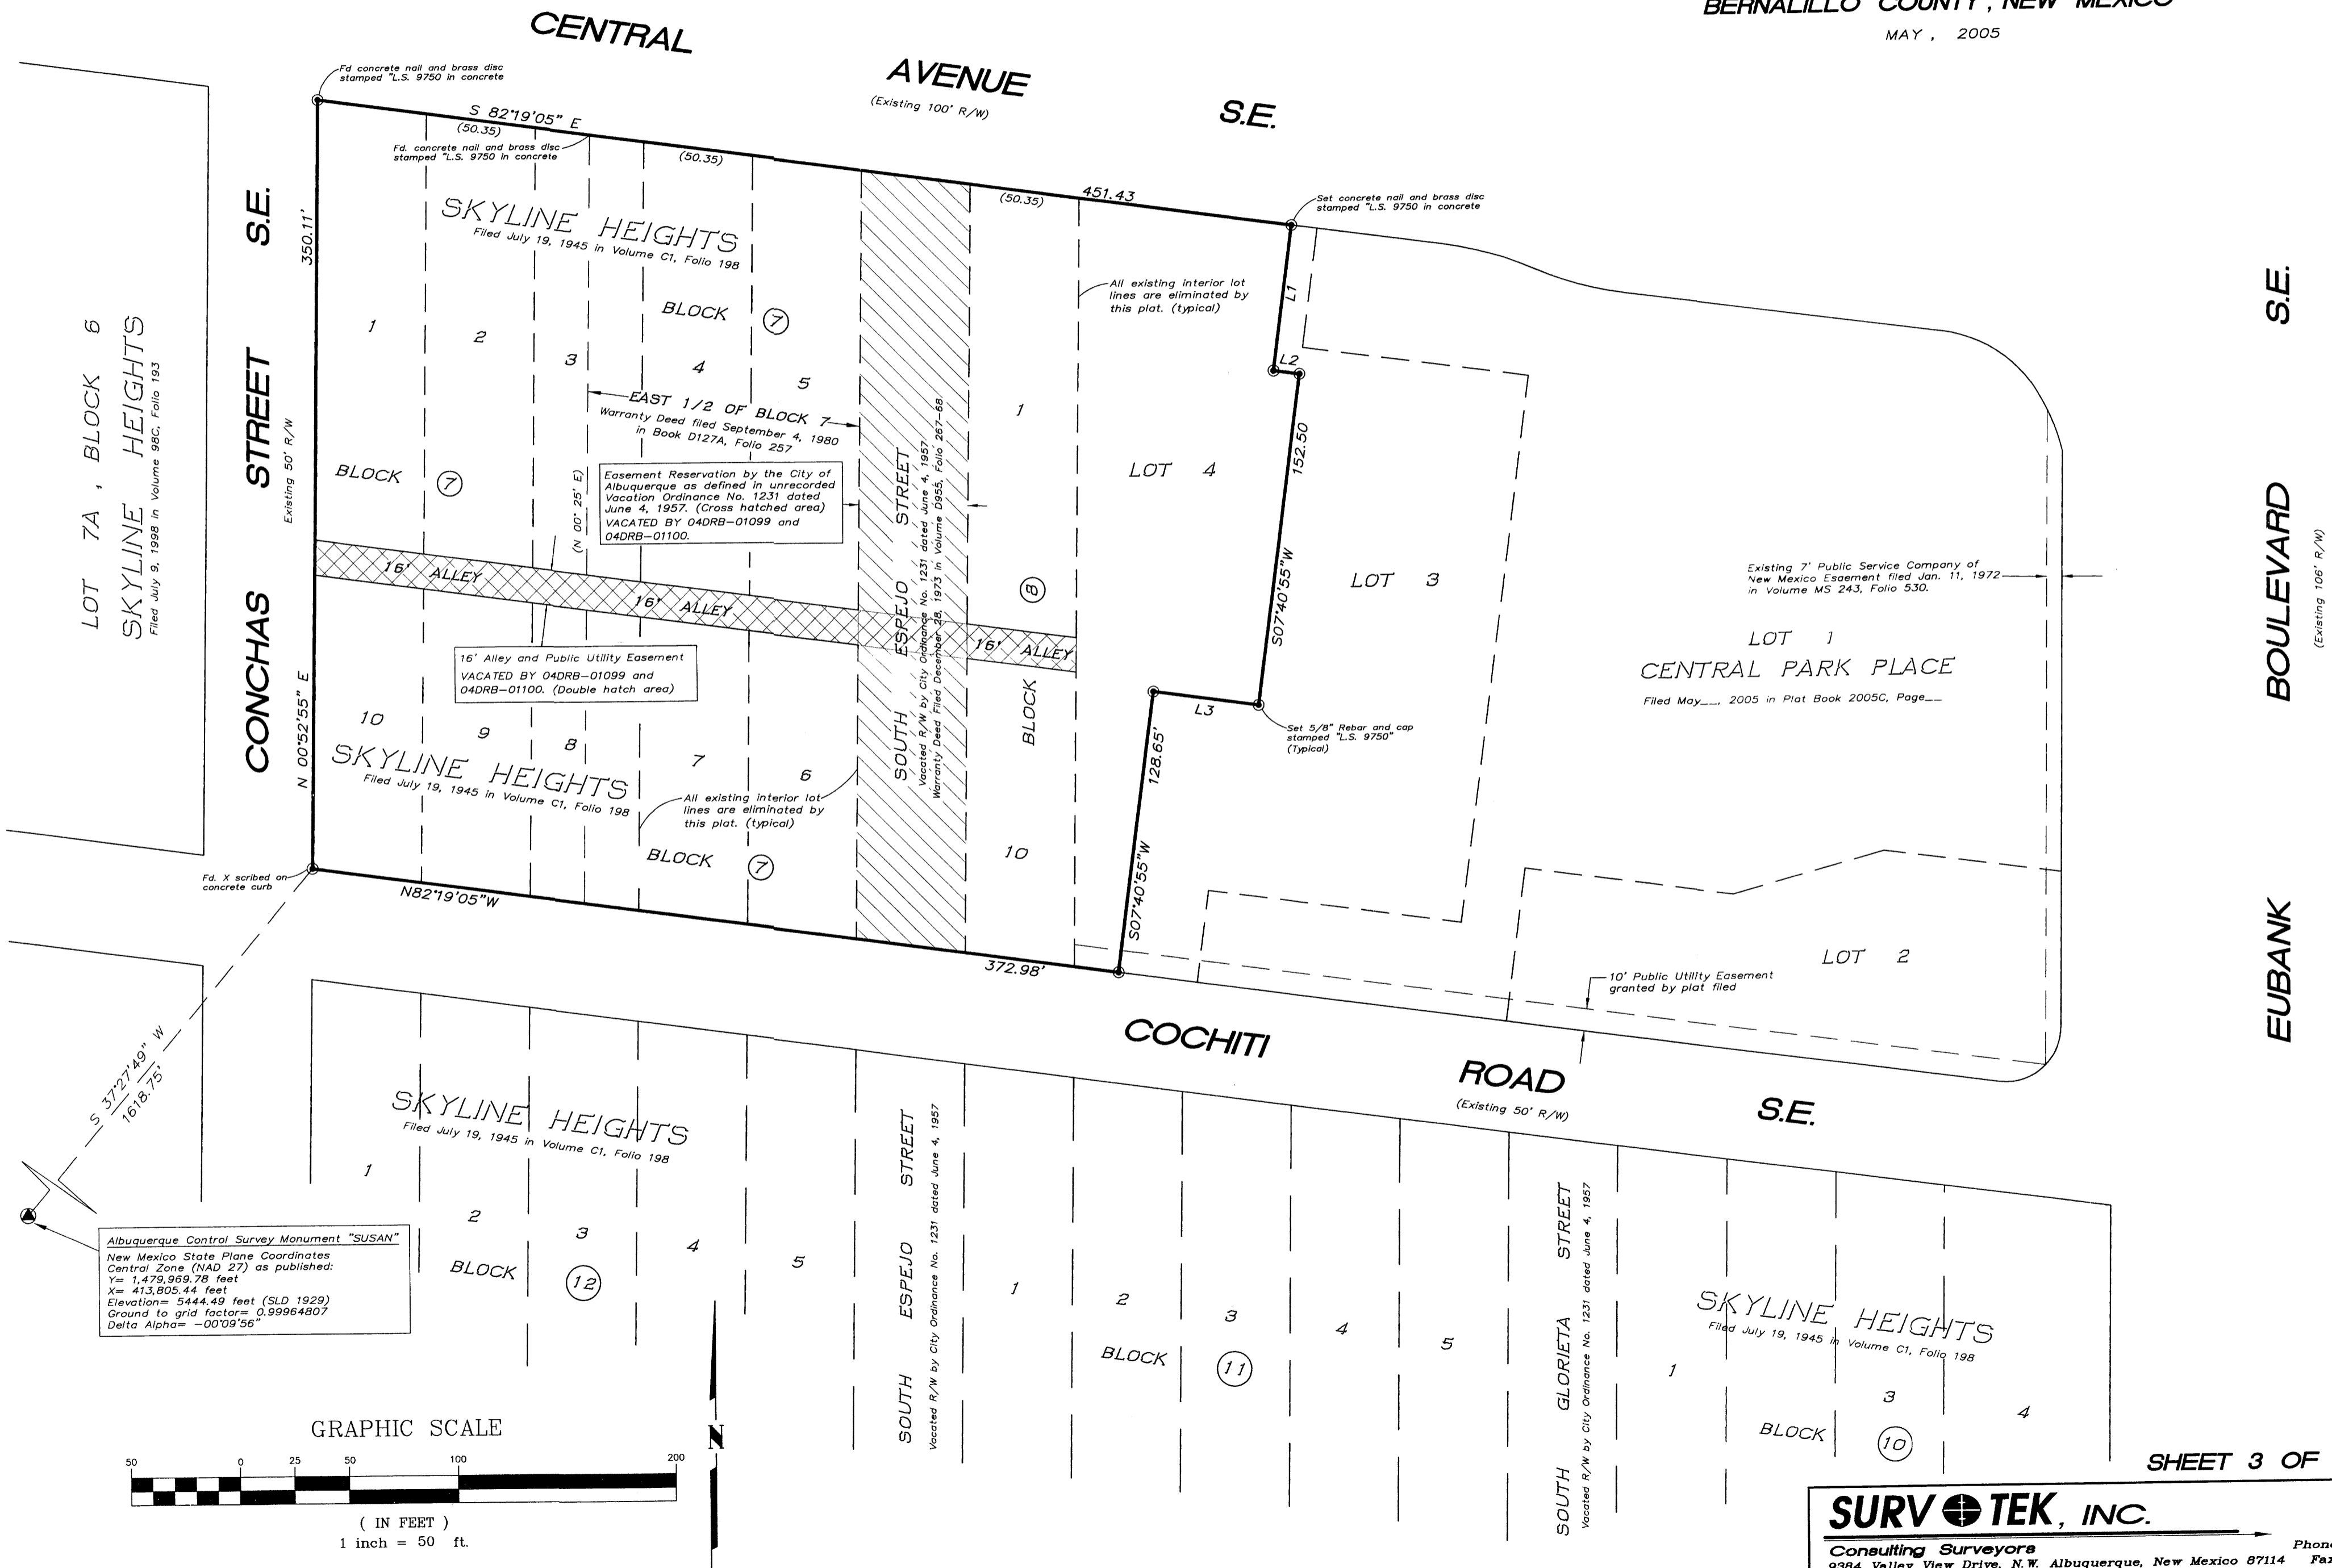 BERNALILLO COUNTY, NEW MEXICO
MAY, 2005
CENTRAL AVENUE S.E.
(Existing 100' R/W)
Fd concrete nail and brass disc
stamped "L.S. 9750 in concrete
S 82°19'05" E
(50.35)
Fd. concrete nail and brass disc
stamped "L.S. 9750 in concrete
(50.35)
(50.35)
451.43
Set concrete nail and brass disc
stamped "L.S. 9750 in concrete
SKYLINE HEIGHTS
Filed July 19, 1945 in Volume C1, Folio 198
LOT 7A, BLOCK 6
SKYLINE HEIGHTS
Filed July 9, 1998 in Volume 98C, Folio 193
CONCHAS STREET S.E.
Existing 50' R/W
350.11'
N 00°52'55" E
1
2
3
BLOCK 7
4
5
EAST 1/2 OF BLOCK 7
Warranty Deed filed September 4, 1980
in Book D127A, Folio 257
BLOCK 7
(N 00° 25' E)
Easement Reservation by the City of
Albuquerque as defined in unrecorded
Vacation Ordinance No. 1231 dated
June 4, 1957. (Cross hatched area)
VACATED BY 04DRB-01099 and
04DRB-01100.
16' ALLEY
16' ALLEY
16' ALLEY
16' Alley and Public Utility Easement
VACATED BY 04DRB-01099 and
04DRB-01100. (Double hatch area)
SOUTH ESPEJO STREET
Vacated R/W by City Ordinance No. 1231 dated June 4, 1957
Warranty Deed Filed December 28, 1973 in Volume D955, Folio 267-68
All existing interior lot
lines are eliminated by
this plat. (typical)
1
LOT 4
8
BLOCK
10
L1
L2
152.50
S07°40'55"W
L3
128.65'
S07°40'55"W
Set 5/8" Rebar and cap
stamped "L.S. 9750"
(Typical)
LOT 3
Existing 7' Public Service Company of
New Mexico Esaement filed Jan. 11, 1972
in Volume MS 243, Folio 530.
LOT 1
CENTRAL PARK PLACE
Filed May__, 2005 in Plat Book 2005C, Page__
LOT 2
10' Public Utility Easement
granted by plat filed
EUBANK BOULEVARD S.E.
(Existing 106' R/W)
10
9
8
7
6
SKYLINE HEIGHTS
Filed July 19, 1945 in Volume C1, Folio 198
All existing interior lot
lines are eliminated by
this plat. (typical)
BLOCK 7
Fd. X scribed on
concrete curb
N82°19'05"W
372.98'
COCHITI ROAD S.E.
(Existing 50' R/W)
S 37°27'49" W
1618.75'
Albuquerque Control Survey Monument "SUSAN"
New Mexico State Plane Coordinates
Central Zone (NAD 27) as published:
Y= 1,479,969.78 feet
X= 413,805.44 feet
Elevation= 5444.49 feet (SLD 1929)
Ground to grid factor= 0.99964807
Delta Alpha= -00°09'56"
SKYLINE HEIGHTS
Filed July 19, 1945 in Volume C1, Folio 198
1
2
3
4
5
BLOCK 12
SOUTH ESPEJO STREET
Vacated R/W by City Ordinance No. 1231 dated June 4, 1957
1
2
3
4
5
BLOCK 11
SOUTH GLORIETA STREET
Vacated R/W by City Ordinance No. 1231 dated June 4, 1957
SKYLINE HEIGHTS
Filed July 19, 1945 in Volume C1, Folio 198
1
3
4
BLOCK 10
GRAPHIC SCALE
50 0 25 50 100 200
( IN FEET )
1 inch = 50 ft.
N
SHEET 3 OF
SURV TEK, INC.
Consulting Surveyors
9384 Valley View Drive, N.W. Albuquerque, New Mexico 87114